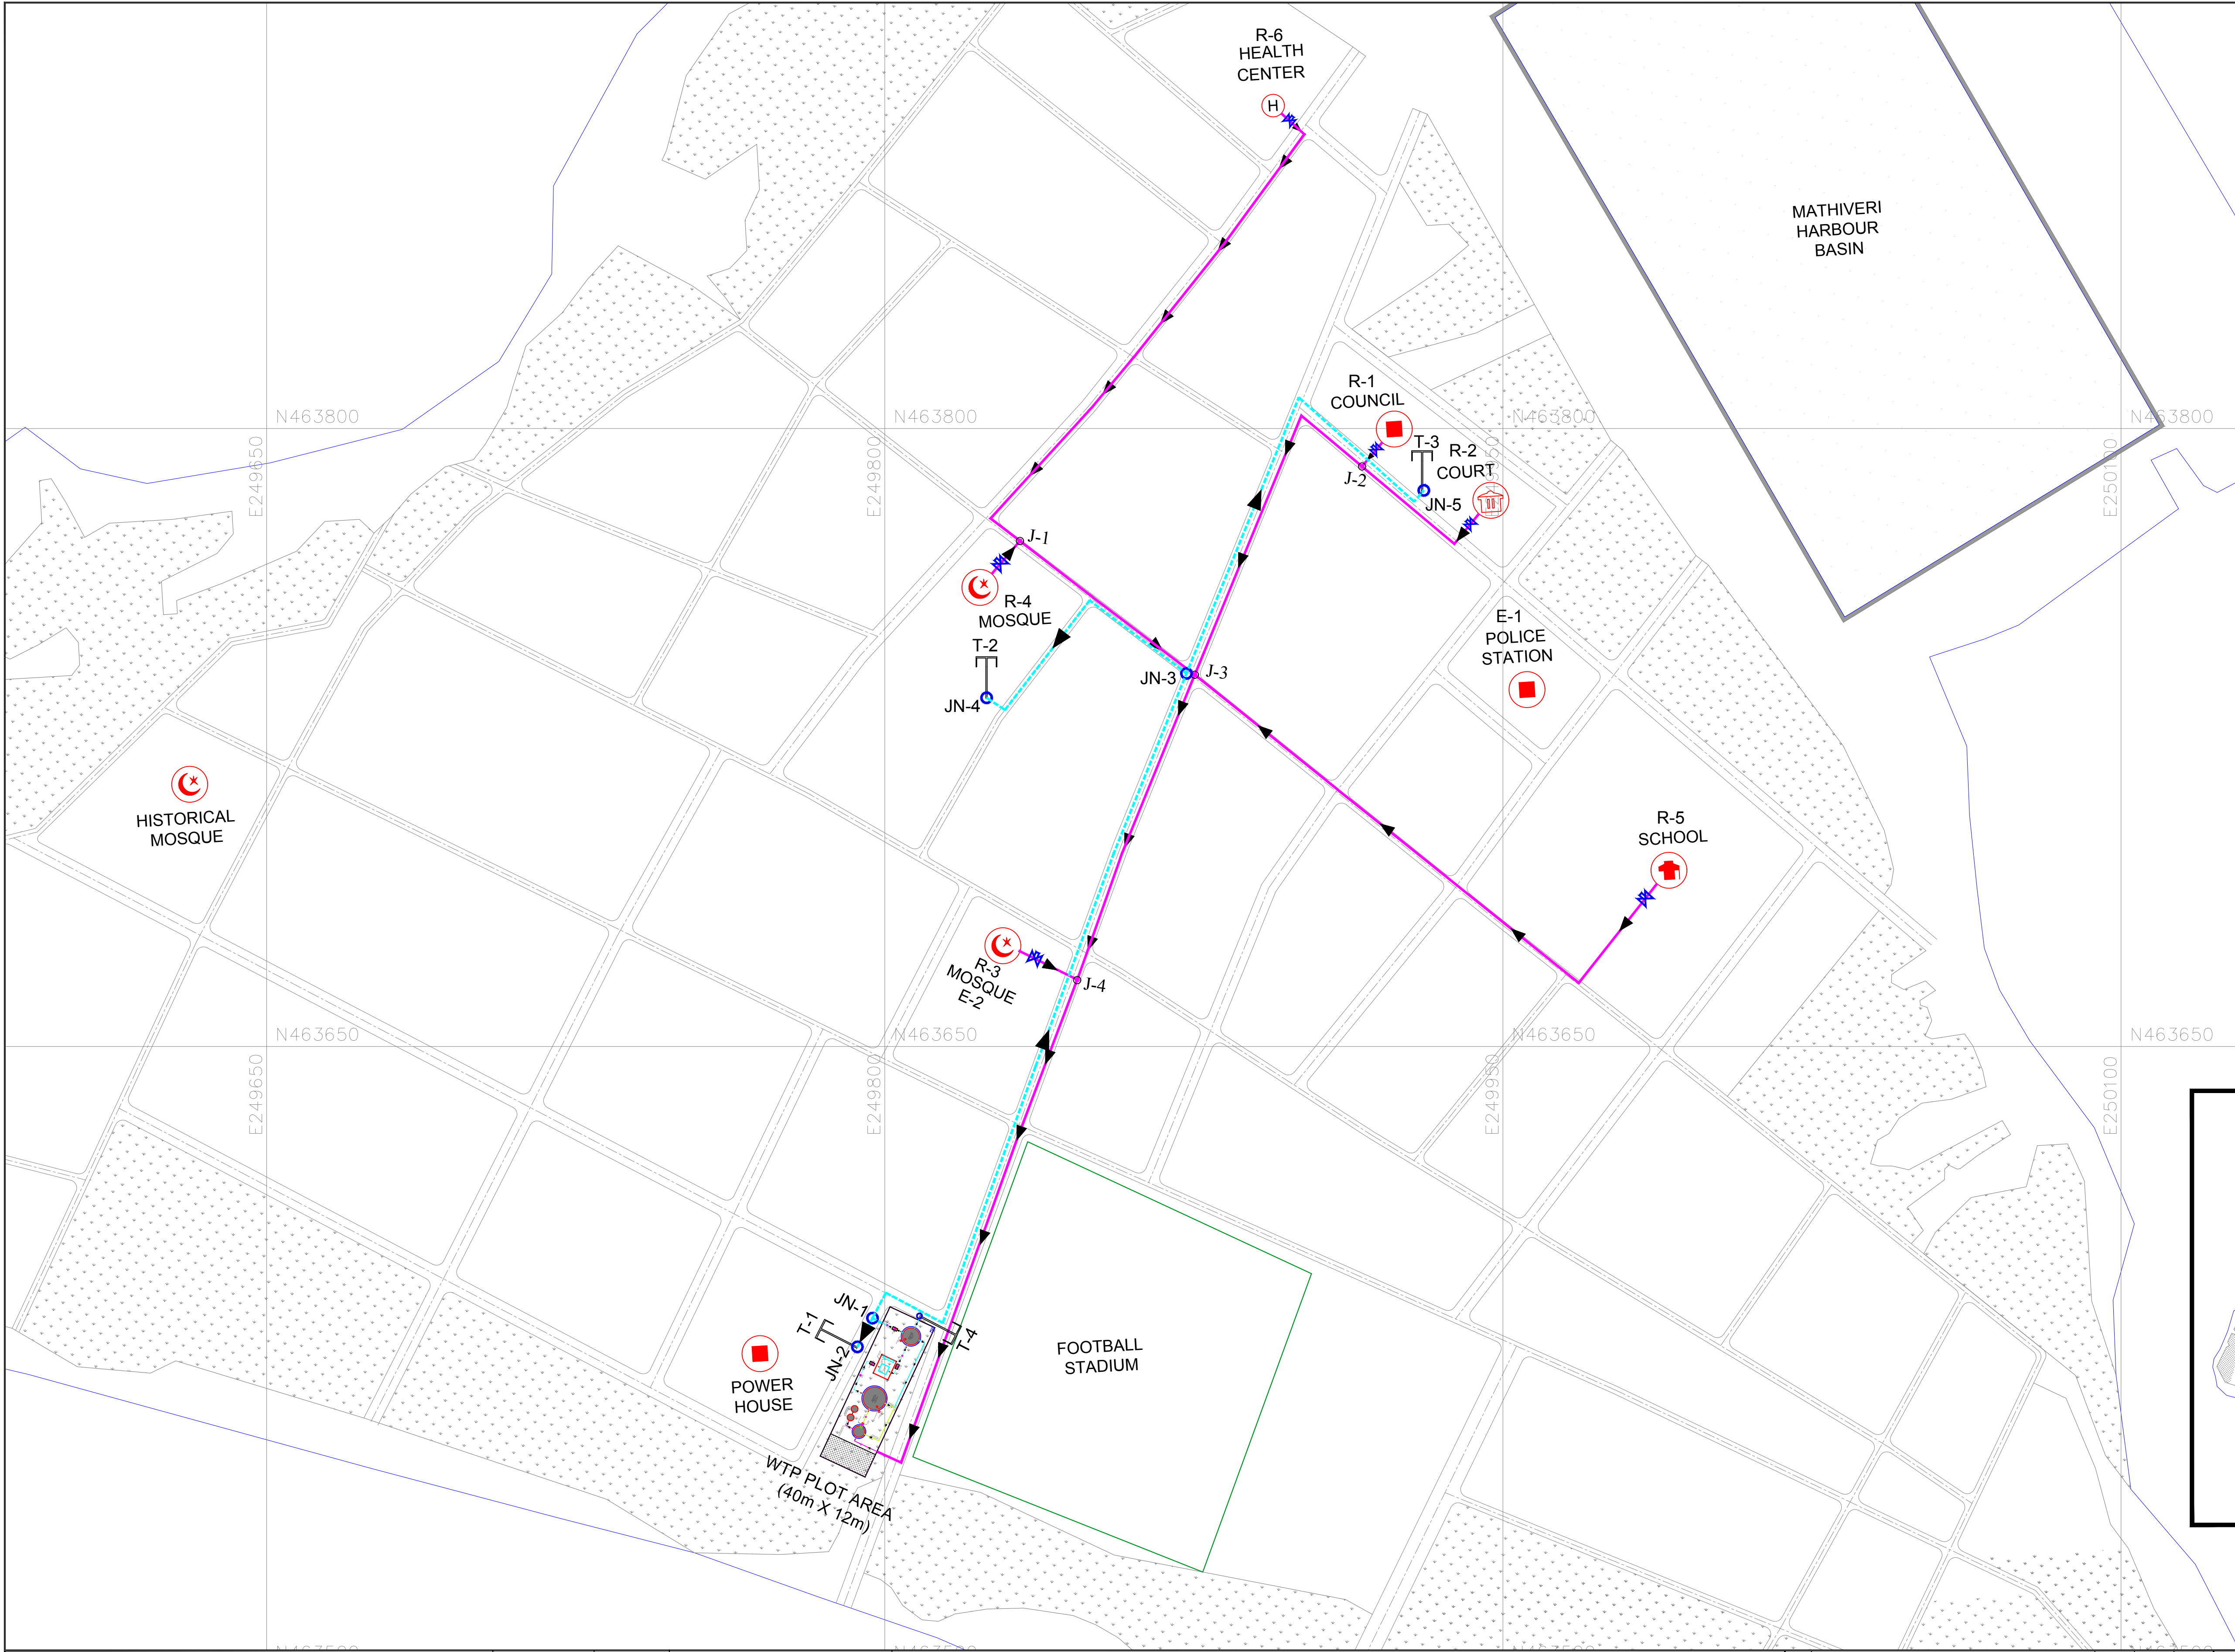 R-6
HEALTH
CENTER
H
MATHIVERI
HARBOUR
BASIN
R-1
COUNCIL
N463800
N463800
N463800
N463800
E249650
E249800
E249950
E250100
T-3
R-2
COURT
J-2
JN-5
J-1
R-4
MOSQUE
T-2
JN-4
JN-3
J-3
E-1
POLICE
STATION
HISTORICAL
MOSQUE
R-5
SCHOOL
R-3
MOSQUE
E-2
J-4
N463650
N463650
N463650
N463650
E249650
E249800
E249950
E250100
JN-1
T-1
JN-2
T-4
POWER
HOUSE
FOOTBALL
STADIUM
WTP PLOT AREA
(40m X 12m)